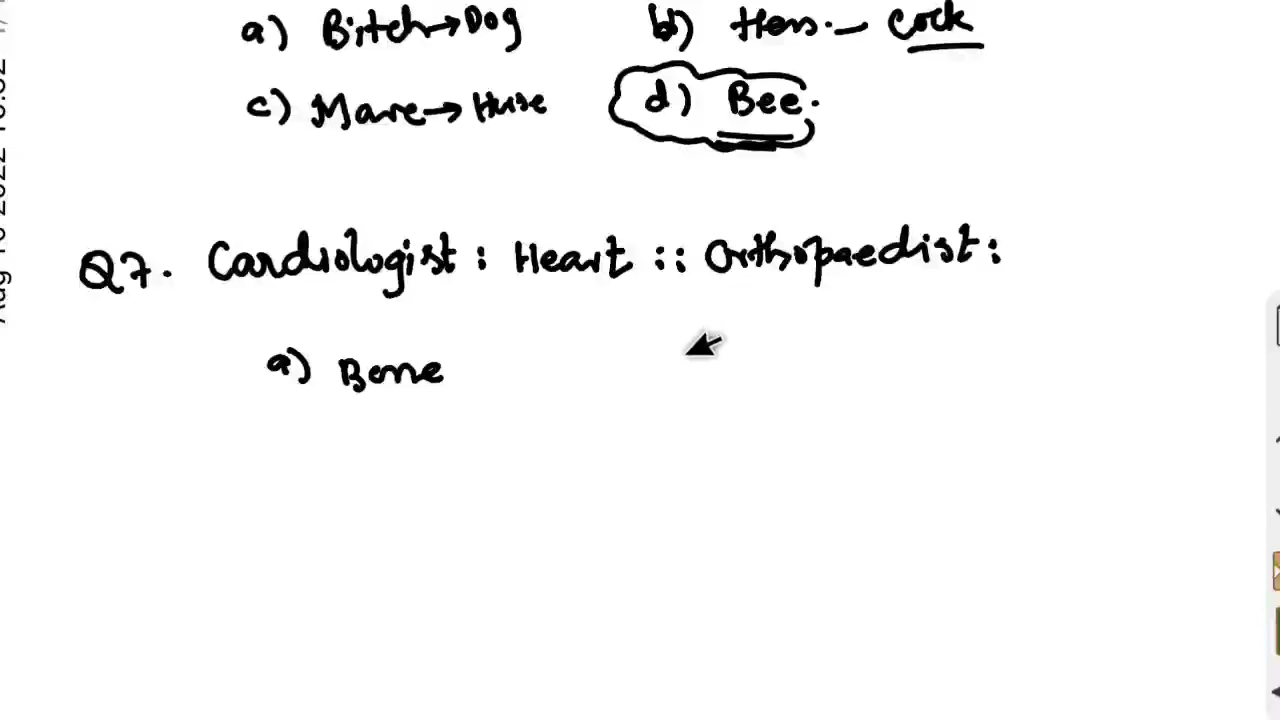 a) Bitch→Dog b) Hen. — Cock
c) Mare→Horse d) Bee.
Q7. Cardiologist : Heart :: Orthopaedist :
a) Bone